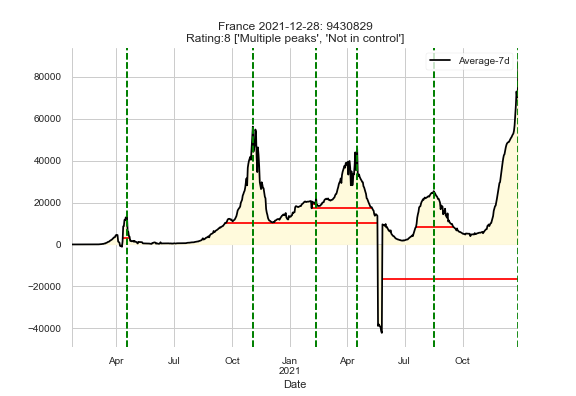 France 2021-12-28: 9430829
Rating:8 ['Multiple peaks', 'Not in control']
Average-7d
80000
60000
40000
20000
0
−20000
−40000
Apr
Jul
Oct
Jan
2021
Apr
Jul
Oct
Date